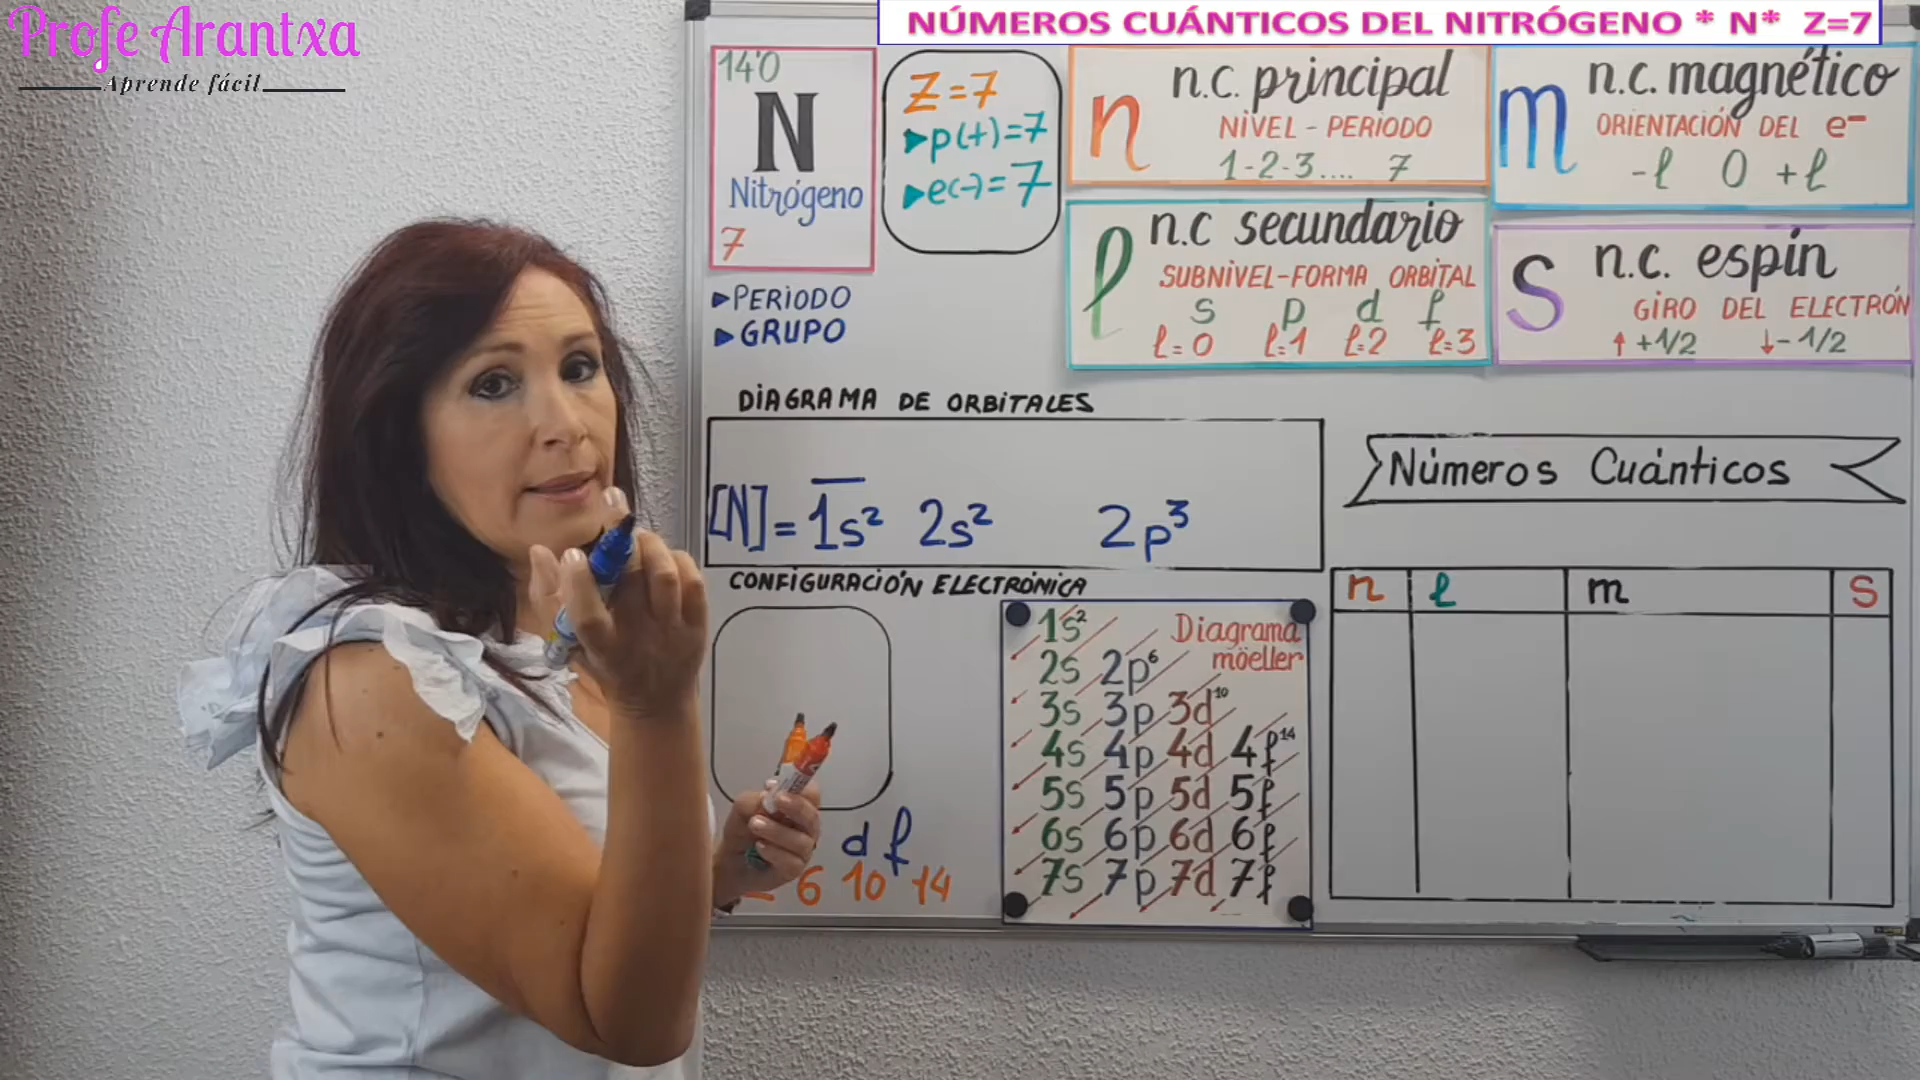 Profe Arantxa
Aprende fácil
NÚMEROS CUÁNTICOS DEL NITRÓGENO * N* Z=7
14'0
N
Nitrógeno
7
Z=7
p(+)=7
e(-)=7
n
n.c. principal
NIVEL - PERIODO
1-2-3.... 7
m
n.c. magnético
ORIENTACIÓN DEL e-
-l 0 +l
l
n.c secundario
SUBNIVEL-FORMA ORBITAL
s p d f
l=0 l=1 l=2 l=3
s
n.c. espín
GIRO DEL ELECTRÓN
↑+1/2 ↓-1/2
►PERIODO
►GRUPO
DIAGRAMA DE ORBITALES
[N]= 1s² 2s² 2p³
CONFIGURACIÓN ELECTRÓNICA
d f
6 10 14
Diagrama
möeller
1s²
2s 2p⁶
3s 3p 3d¹⁰
4s 4p 4d 4f¹⁴
5s 5p 5d 5f
6s 6p 6d 6f
7s 7p 7d 7f
Números Cuánticos
n l m s